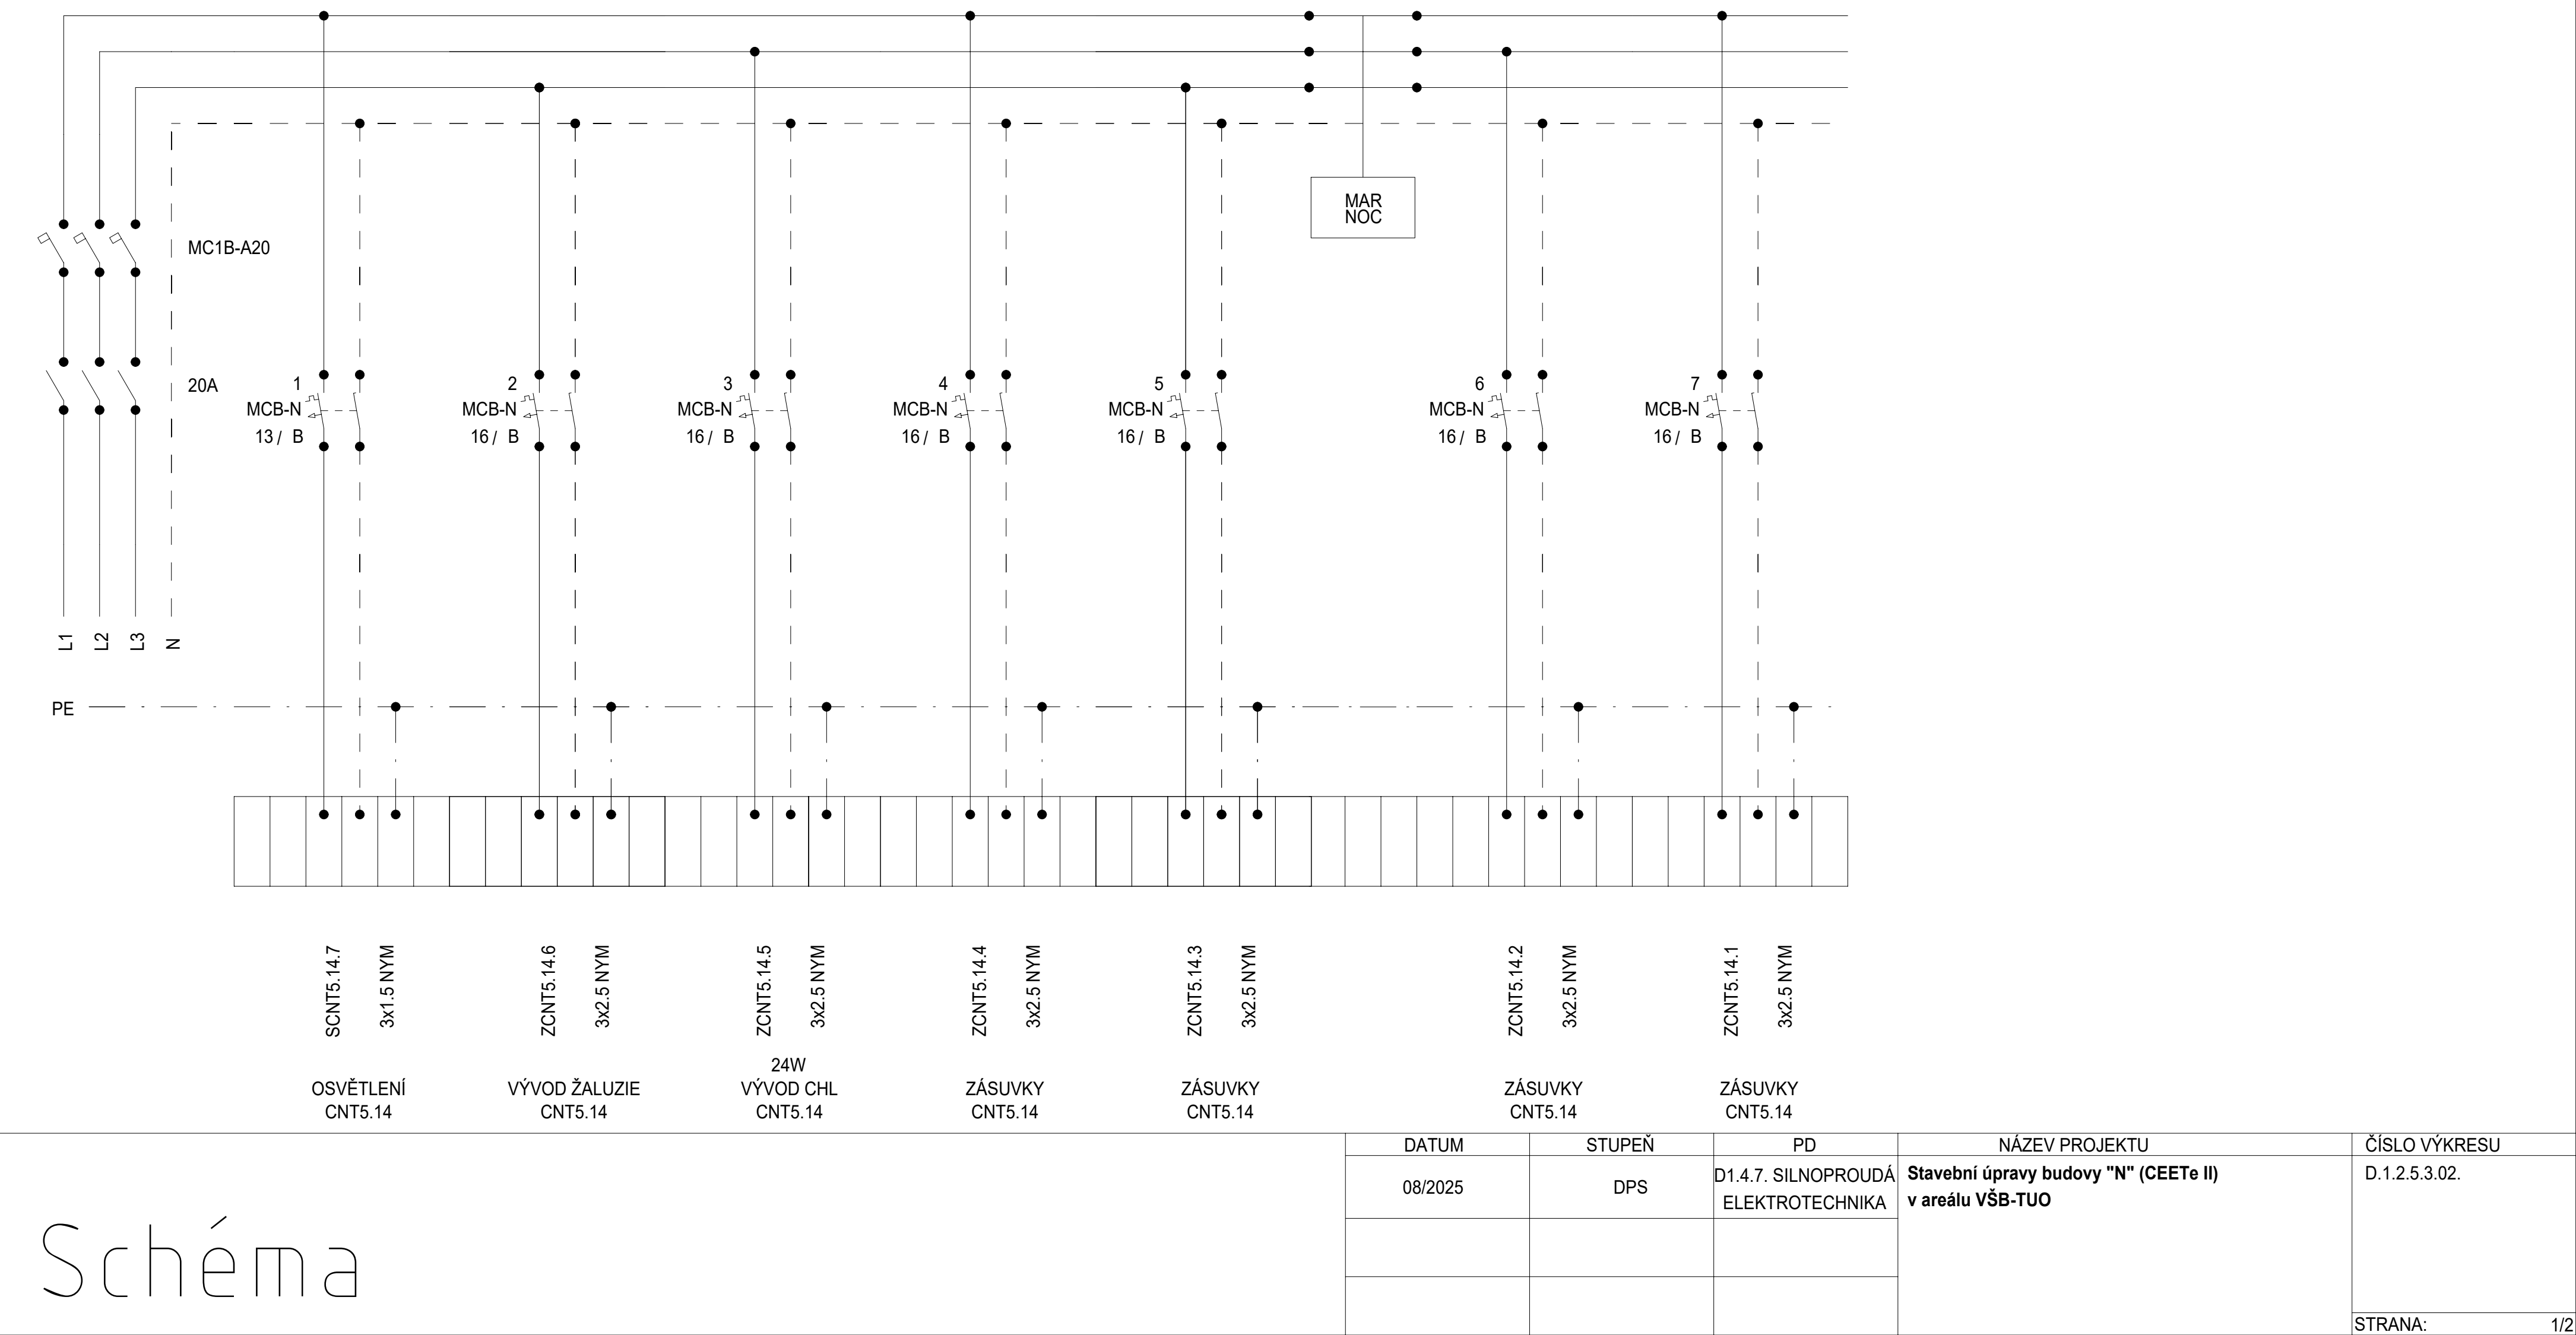 MAR
NOC
MC1B-A20
20A
1
MCB-N
13 / B
2
MCB-N
16 / B
3
MCB-N
16 / B
4
MCB-N
16 / B
5
MCB-N
16 / B
6
MCB-N
16 / B
7
MCB-N
16 / B
L1
L2
L3
N
PE
SCNT5.14.7
3x1.5 NYM
ZCNT5.14.6
3x2.5 NYM
ZCNT5.14.5
3x2.5 NYM
ZCNT5.14.4
3x2.5 NYM
ZCNT5.14.3
3x2.5 NYM
ZCNT5.14.2
3x2.5 NYM
ZCNT5.14.1
3x2.5 NYM
OSVĚTLENÍ
CNT5.14
VÝVOD ŽALUZIE
CNT5.14
24W
VÝVOD CHL
CNT5.14
ZÁSUVKY
CNT5.14
ZÁSUVKY
CNT5.14
ZÁSUVKY
CNT5.14
ZÁSUVKY
CNT5.14
Schéma
DATUM
08/2025
STUPEŇ
DPS
PD
D1.4.7. SILNOPROUDÁ
ELEKTROTECHNIKA
NÁZEV PROJEKTU
Stavební úpravy budovy "N" (CEETe II)
v areálu VŠB-TUO
ČÍSLO VÝKRESU
D.1.2.5.3.02.
STRANA: 1/2